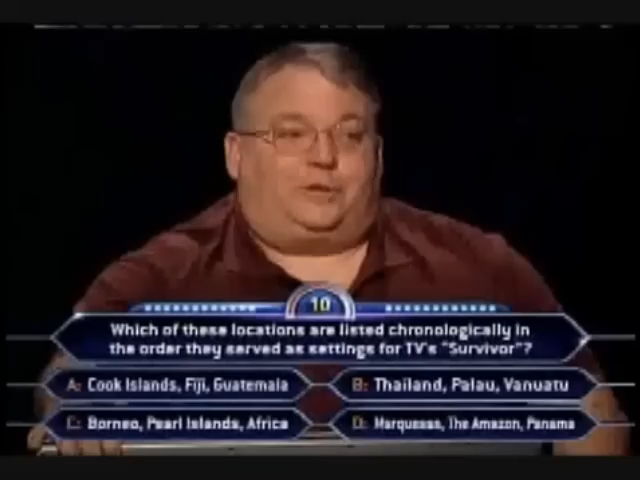 10
Which of these locations are listed chronologically in
the order they served as settings for TV's "Survivor"?
A: Cook Islands, Fiji, Guatemala
B: Thailand, Palau, Vanuatu
C: Borneo, Pearl Islands, Africa
D: Marquesas, The Amazon, Panama